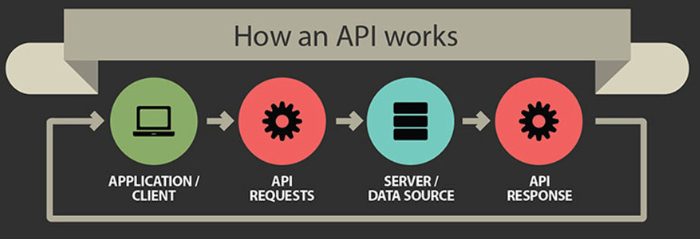 How an API works
APPLICATION /
CLIENT
API
REQUESTS
SERVER /
DATA SOURCE
API
RESPONSE